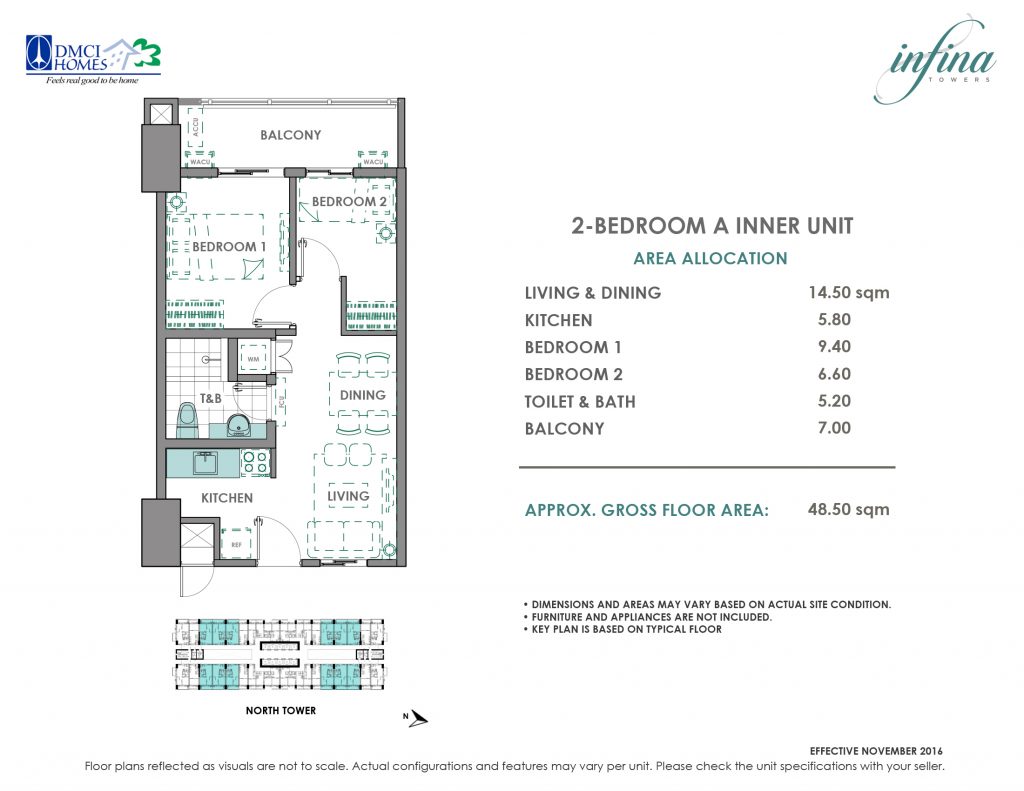 DMCI
HOMES
Feels real good to be home
infina
TOWERS
ACCU
BALCONY
WACU
WACU
BEDROOM 2
BEDROOM 1
WM
T&B
FCU
DINING
KITCHEN
LIVING
REF
2-BEDROOM A INNER UNIT
AREA ALLOCATION
LIVING & DINING 14.50 sqm
KITCHEN 5.80
BEDROOM 1 9.40
BEDROOM 2 6.60
TOILET & BATH 5.20
BALCONY 7.00
APPROX. GROSS FLOOR AREA: 48.50 sqm
• DIMENSIONS AND AREAS MAY VARY BASED ON ACTUAL SITE CONDITION.
• FURNITURE AND APPLIANCES ARE NOT INCLUDED.
• KEY PLAN IS BASED ON TYPICAL FLOOR
NORTH TOWER
N
EFFECTIVE NOVEMBER 2016
Floor plans reflected as visuals are not to scale. Actual configurations and features may vary per unit. Please check the unit specifications with your seller.